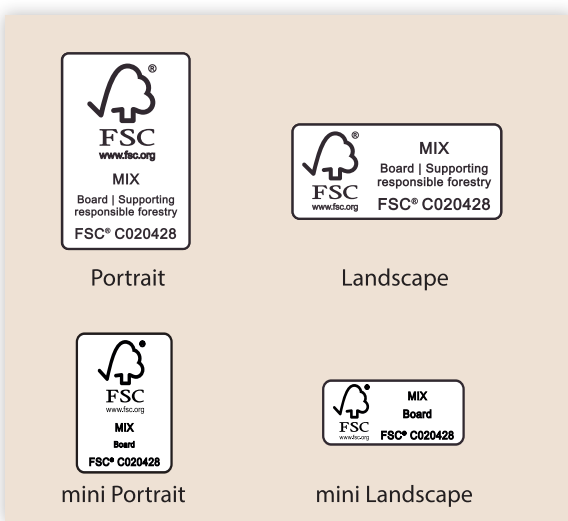 ®
FSC
www.fsc.org
MIX
Board | Supporting
responsible forestry
FSC® C020428
Portrait
®
FSC
www.fsc.org
MIX
Board | Supporting
responsible forestry
FSC® C020428
Landscape
FSC
www.fsc.org
MIX
Board
FSC® C020428
mini Portrait
FSC
www.fsc.org
MIX
Board
FSC® C020428
mini Landscape